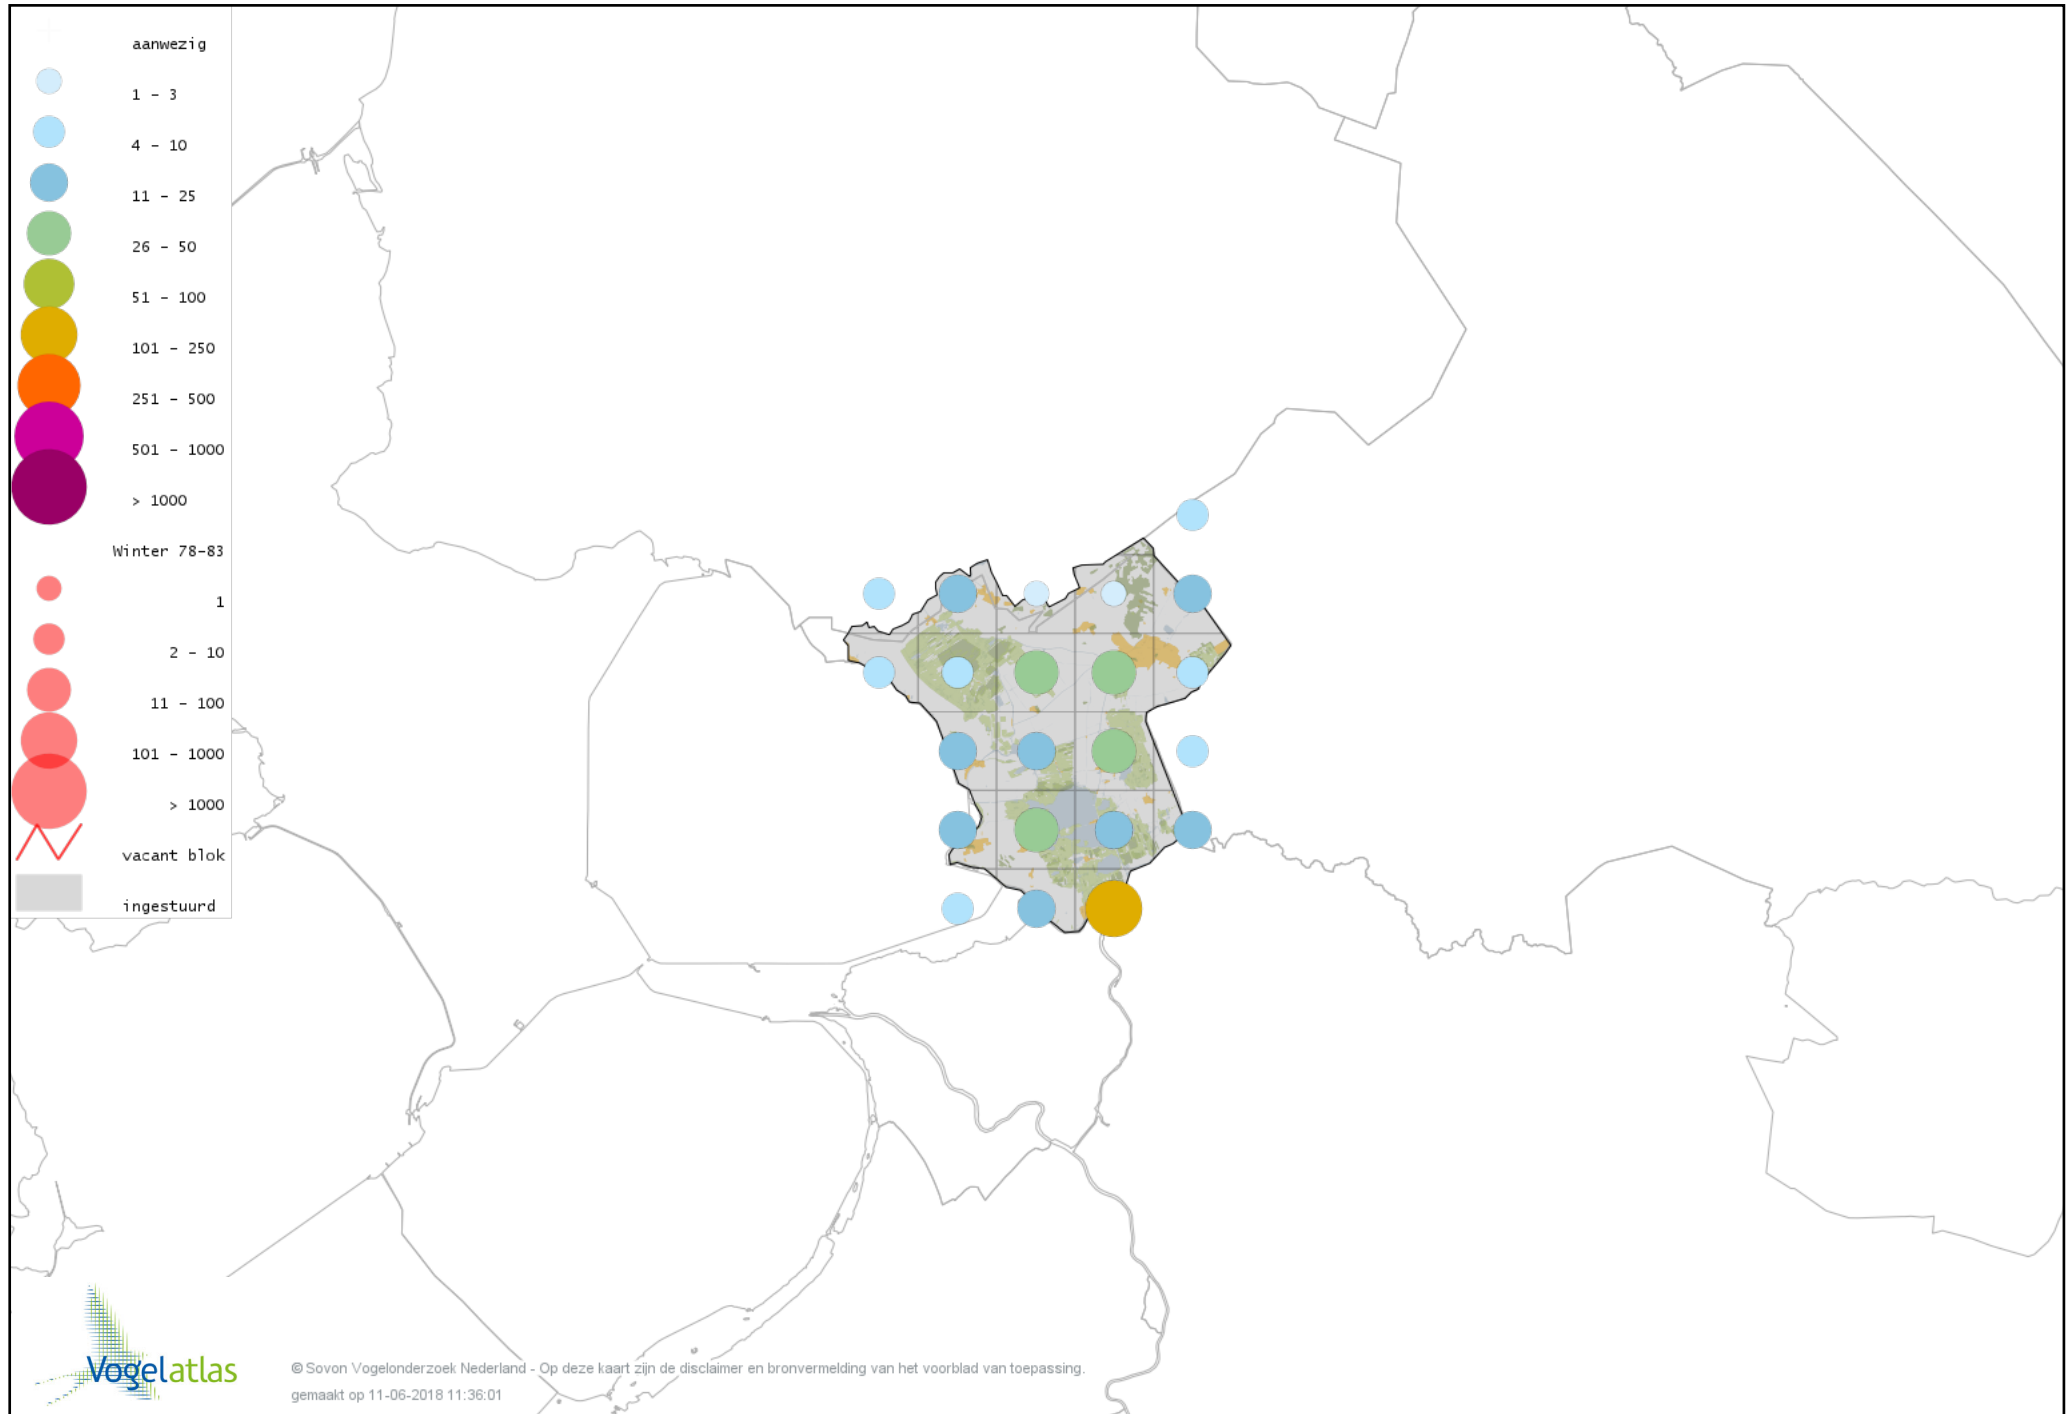 aanwezig
1 – 3
4 – 10
11 – 25
26 – 50
51 – 100
101 – 250
251 – 500
501 – 1000
> 1000
Winter 78-83
1
2 – 10
11 – 100
101 – 1000
> 1000
vacant blok
ingestuurd
Vogelatlas
© Sovon Vogelonderzoek Nederland - Op deze kaart zijn de disclaimer en bronvermelding van het voorblad van toepassing.
gemaakt op 11-06-2018 11:36:01